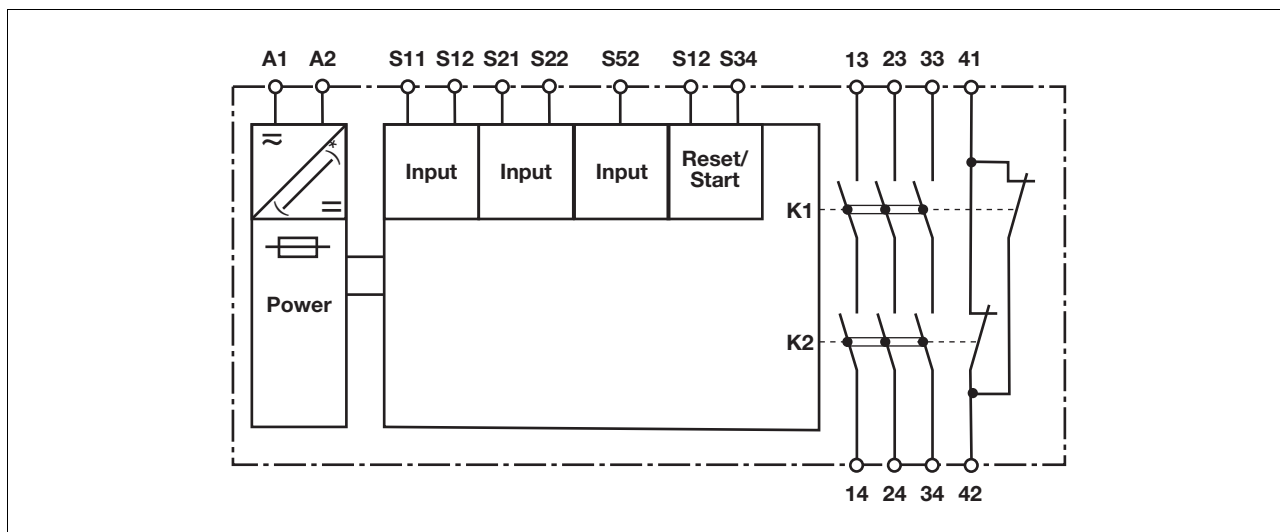 A1 A2 S11 S12 S21 S22 S52 S12 S34 13 23 33 41
Input Input Input Reset/
Start
K1
Power
K2
14 24 34 42